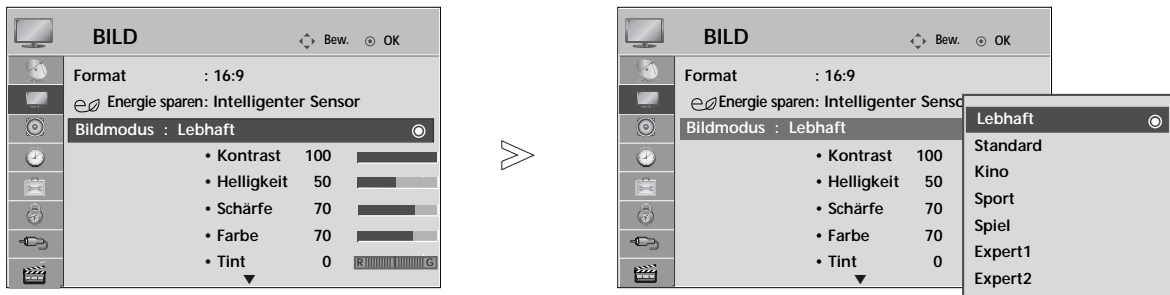 BILD
Bew. OK
Format : 16:9
Energie sparen: Intelligenter Sensor
Bildmodus : Lebhaft
• Kontrast 100
• Helligkeit 50
• Schärfe 70
• Farbe 70
• Tint 0 R G
BILD
Bew. OK
Format : 16:9
Energie sparen: Intelligenter Senso
Bildmodus : Lebhaft
• Kontrast 100
• Helligkeit 50
• Schärfe 70
• Farbe 70
• Tint 0
Lebhaft
Standard
Kino
Sport
Spiel
Expert1
Expert2